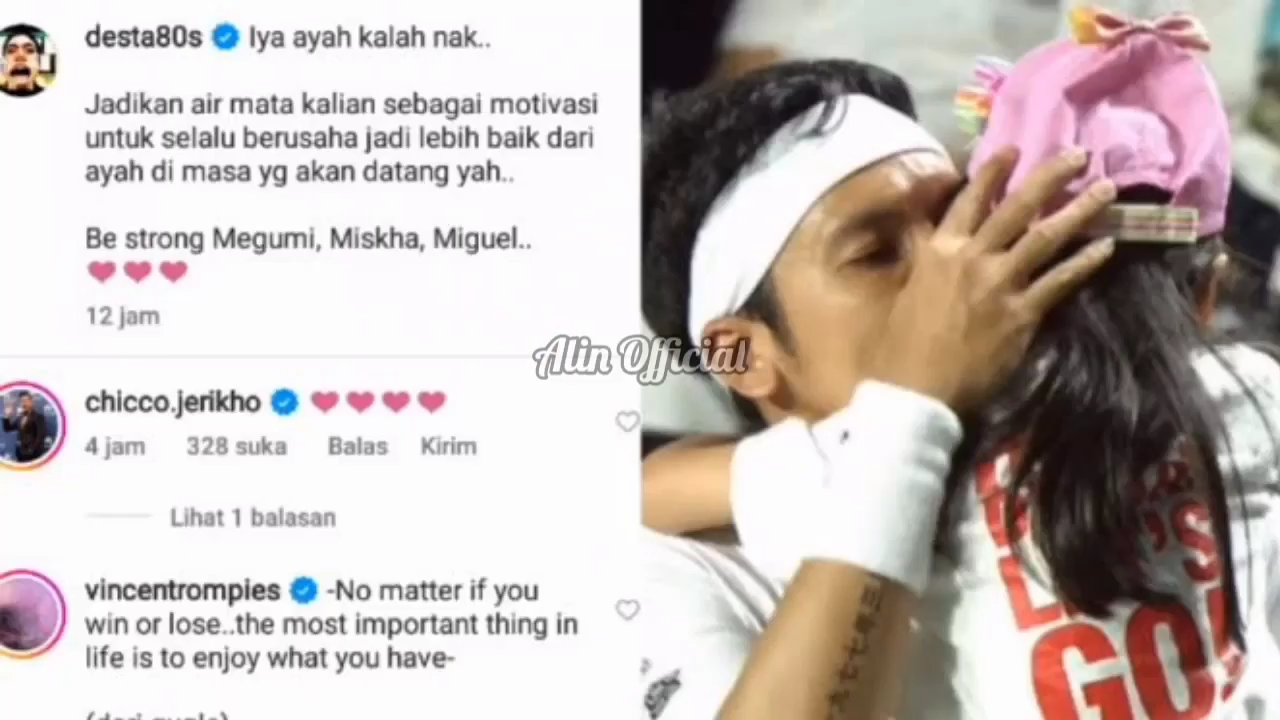 desta80s Iya ayah kalah nak..
Jadikan air mata kalian sebagai motivasi
untuk selalu berusaha jadi lebih baik dari
ayah di masa yg akan datang yah..
Be strong Megumi, Miskha, Miguel..
12 jam
chicco.jerikho
4 jam 328 suka Balas Kirim
Lihat 1 balasan
vincentrompies -No matter if you
win or lose..the most important thing in
life is to enjoy what you have-
Alin Official
GO!